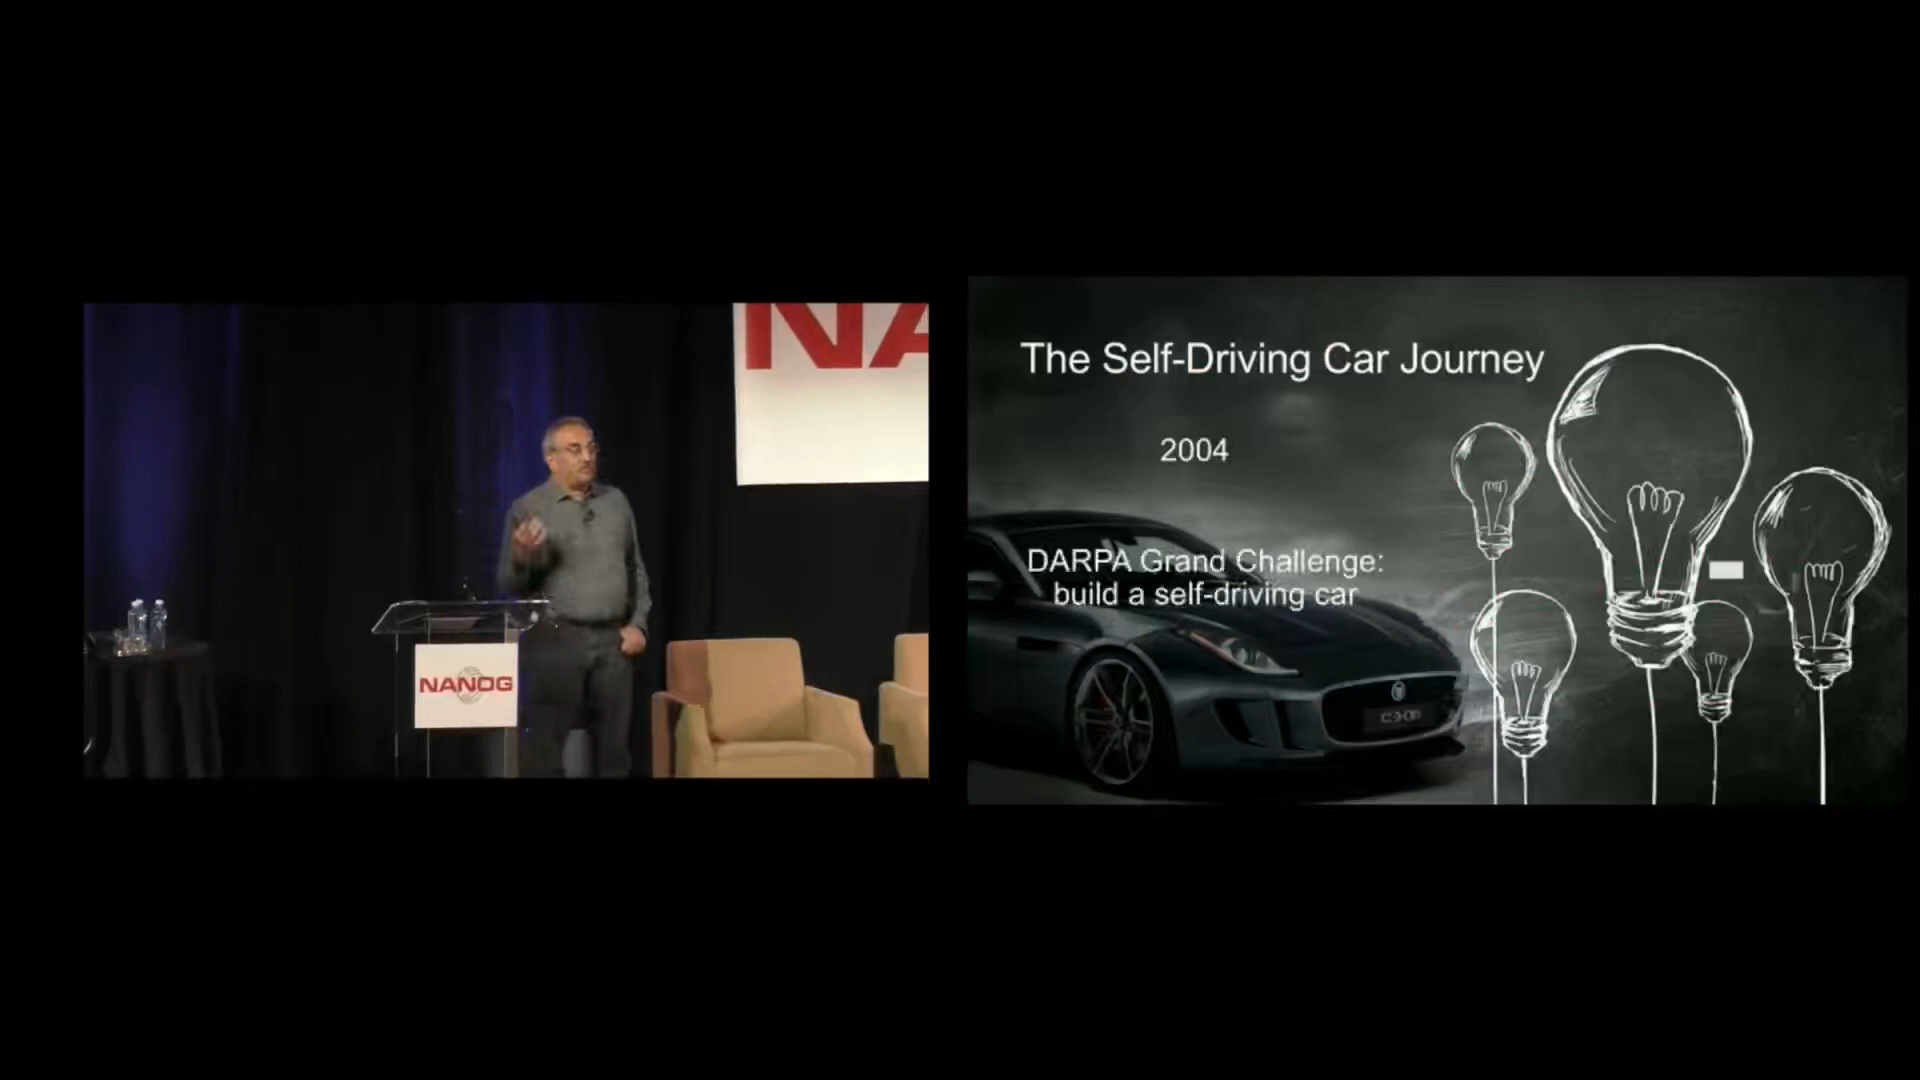 NA
NANOG
The Self-Driving Car Journey
2004
DARPA Grand Challenge:
build a self-driving car